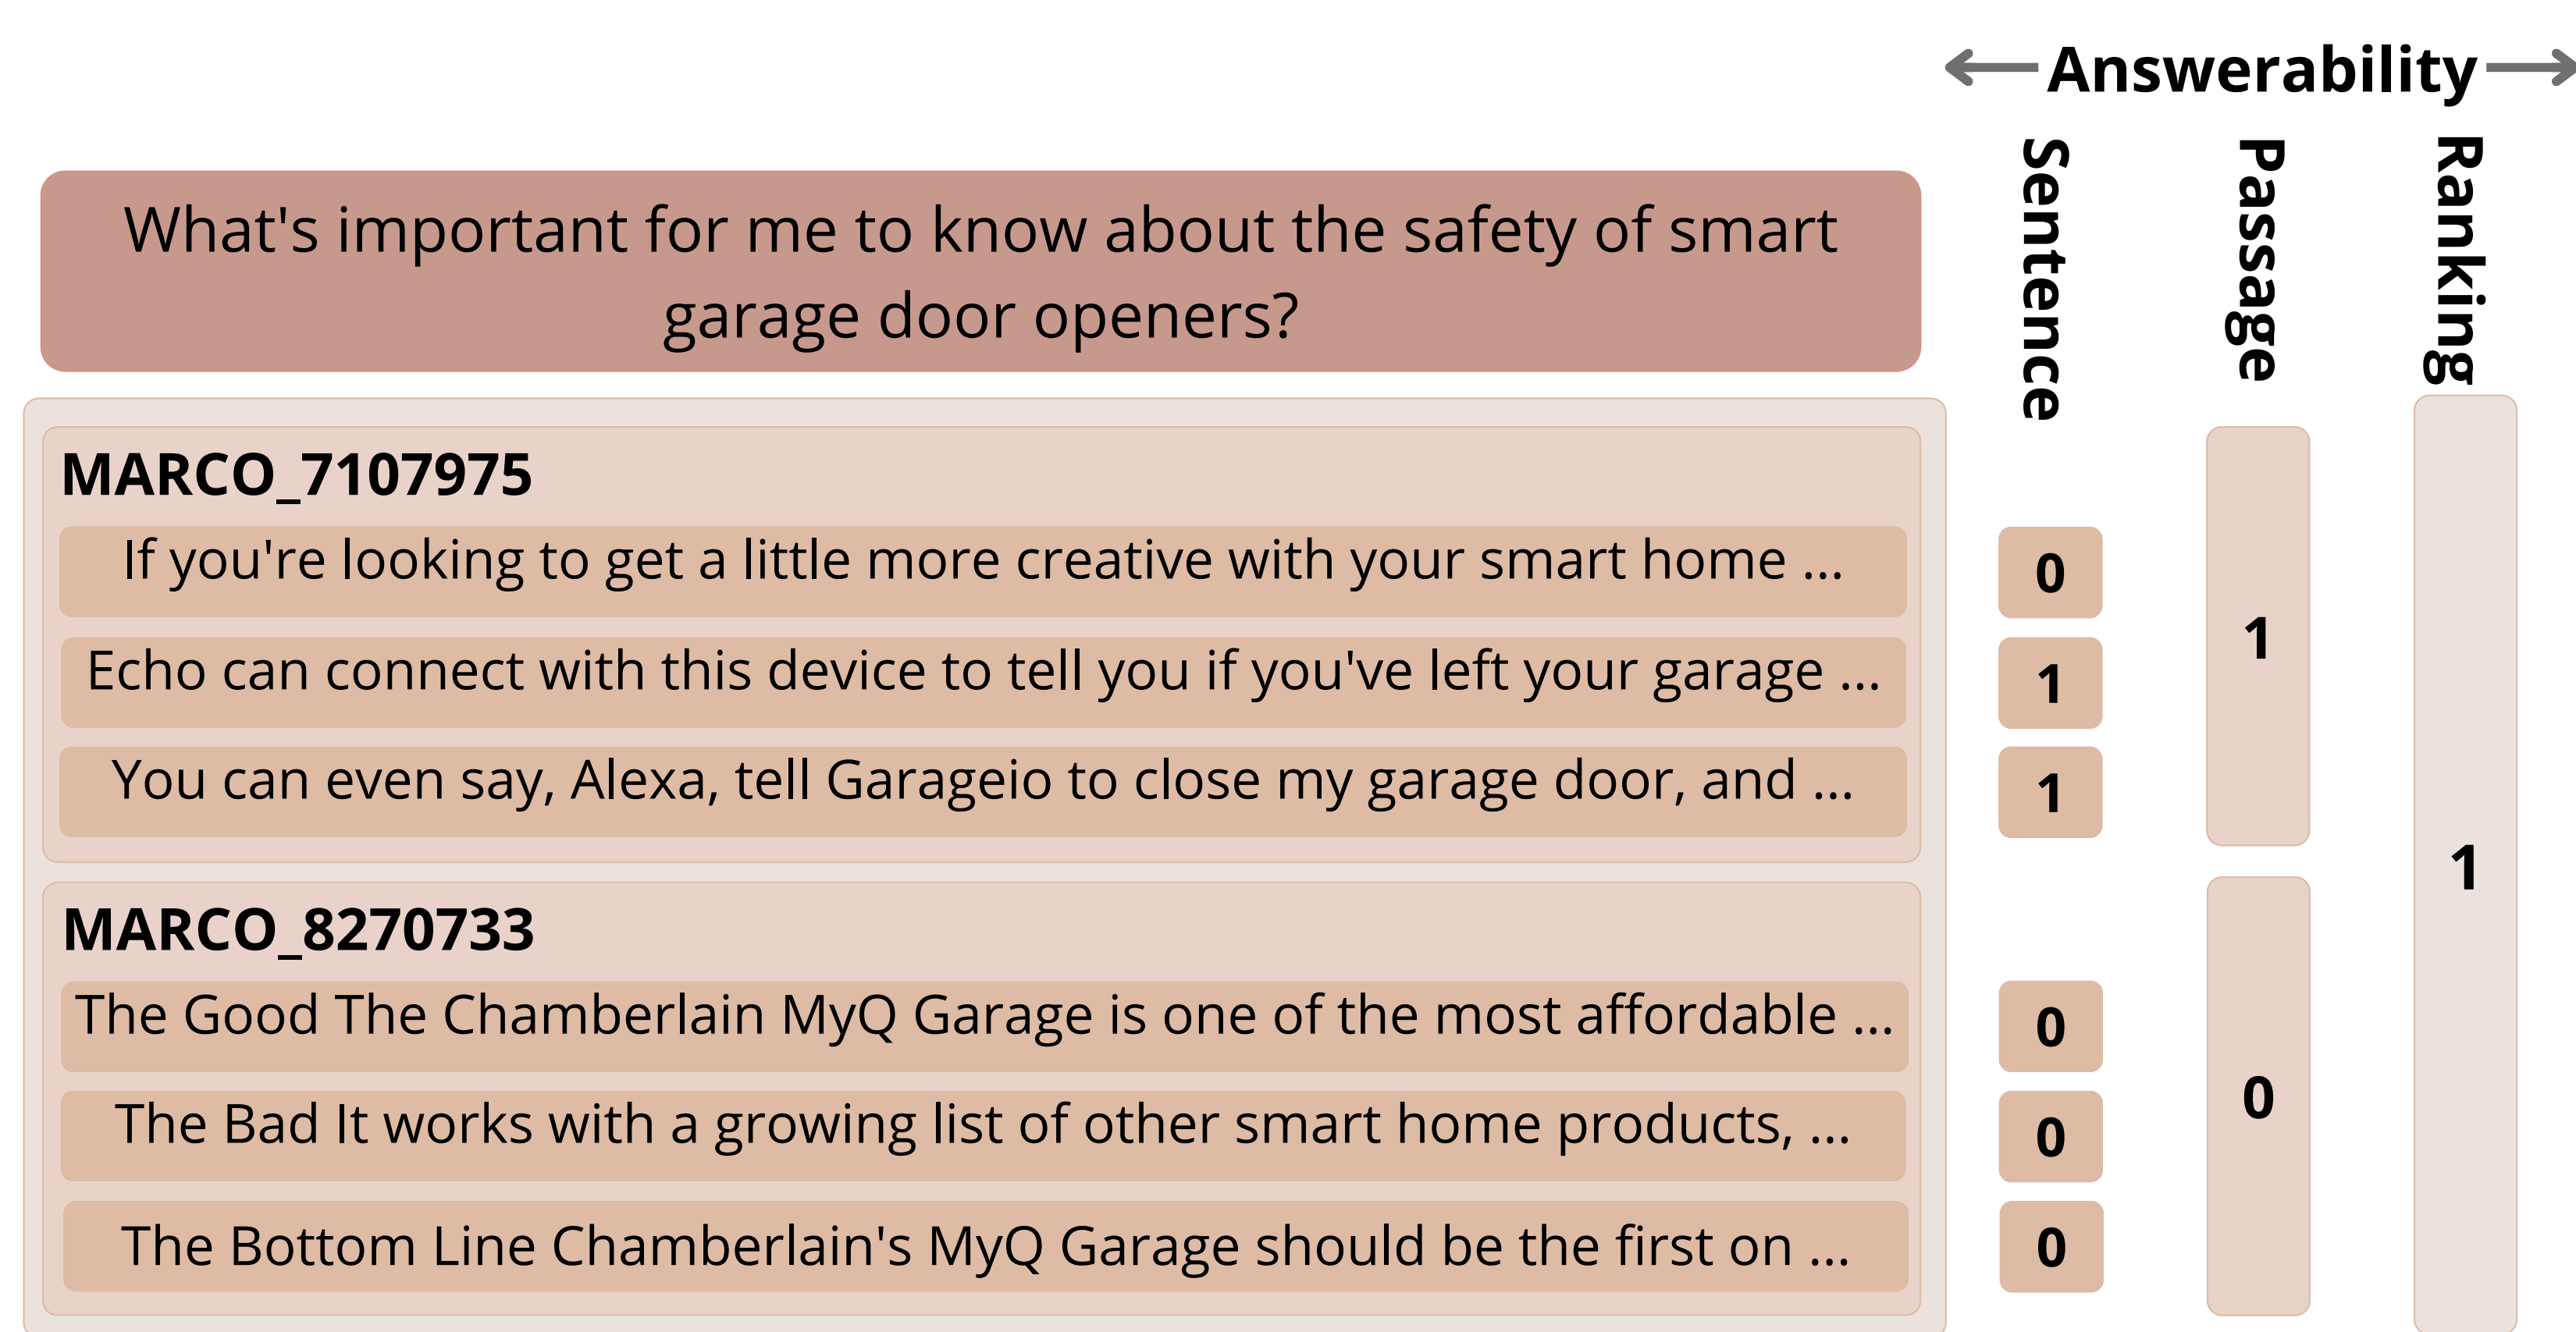 Answerability
Sentence
Passage
Ranking
What's important for me to know about the safety of smart
garage door openers?
MARCO_7107975
If you're looking to get a little more creative with your smart home ...
0
Echo can connect with this device to tell you if you've left your garage ...
1
You can even say, Alexa, tell Garageio to close my garage door, and ...
1
1
1
MARCO_8270733
The Good The Chamberlain MyQ Garage is one of the most affordable ...
0
The Bad It works with a growing list of other smart home products, ...
0
0
The Bottom Line Chamberlain's MyQ Garage should be the first on ...
0